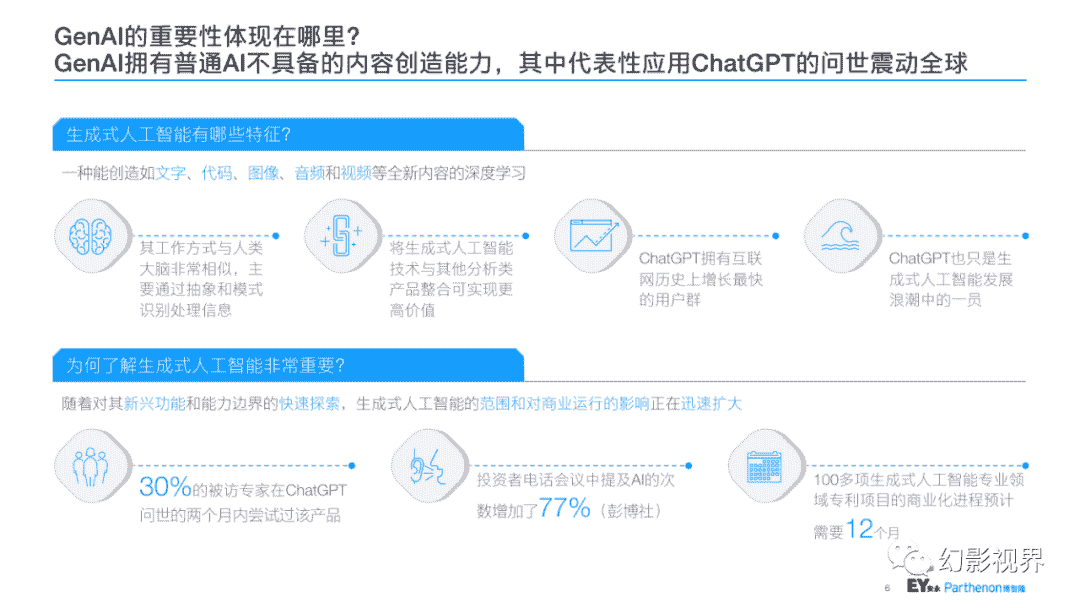 GenAI的重要性体现在哪里?
GenAI拥有普通AI不具备的内容创造能力，其中代表性应用ChatGPT的问世震动全球
生成式人工智能有哪些特征?
一种能创造如文字、代码、图像、音频和视频等全新内容的深度学习
其工作方式与人类
大脑非常相似，主
要通过抽象和模式
识别处理信息
将生成式人工智能
技术与其他分析类
产品整合可实现更
高价值
ChatGPT拥有互联
网历史上增长最快
的用户群
ChatGPT也只是生
成式人工智能发展
浪潮中的一员
为何了解生成式人工智能非常重要?
随着对其新兴功能和能力边界的快速探索，生成式人工智能的范围和对商业运行的影响正在迅速扩大
30%的被访专家在ChatGPT
问世的两个月内尝试过该产品
投资者电话会议中提及AI的次
数增加了77%（彭博社）
100多项生成式人工智能专业领
域专利项目的商业化进程预计
需要12个月
幻影视界
6 EY安永 Parthenon博智隆